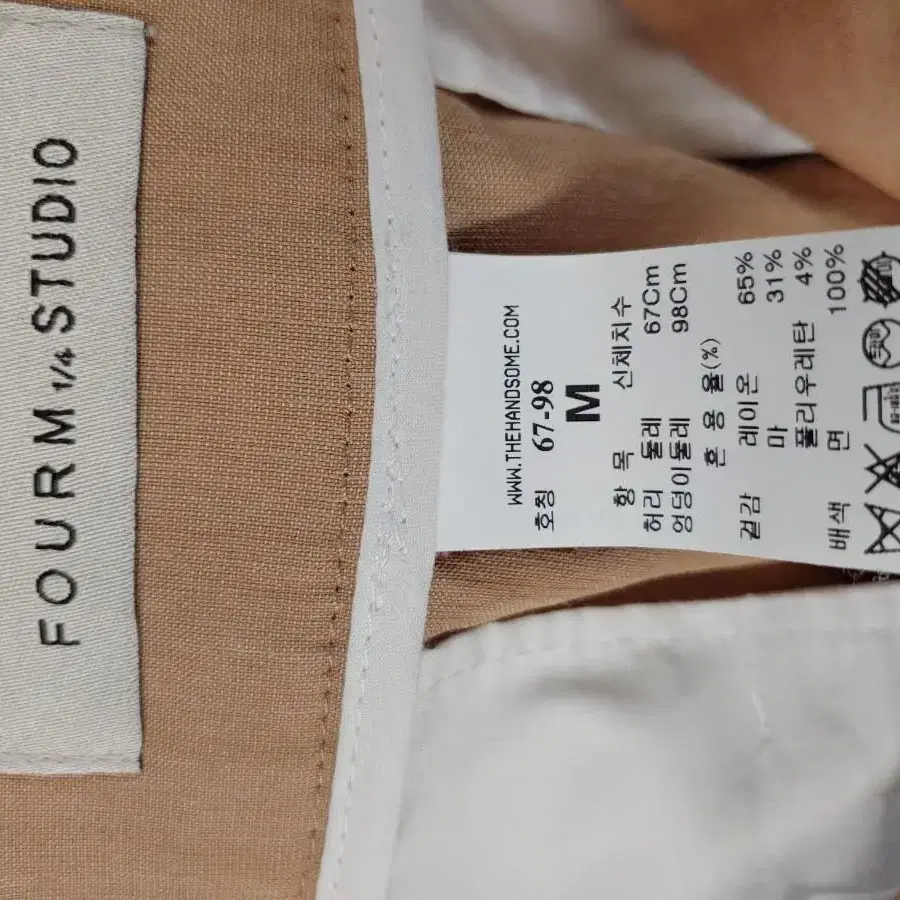 FOUR M 1/4 STUDIO
WWW.THEHANDSOME.COM
호칭 67-98
M
항 목 신체치수
허리 둘레 67Cm
엉덩이둘레 98Cm
혼 용 율(%)
겉감 레이온 65%
마 31%
폴리우레탄 4%
배색 면 100%